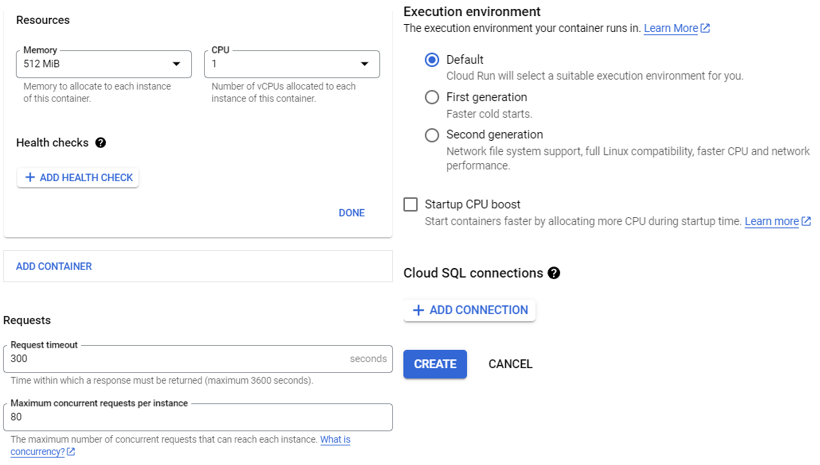 Resources
Memory
512 MiB
CPU
1
Memory to allocate to each instance
of this container.
Number of vCPUs allocated to each
instance of this container.
Health checks ?
+ ADD HEALTH CHECK
DONE
ADD CONTAINER
Requests
Request timeout
300 seconds
Time within which a response must be returned (maximum 3600 seconds).
Maximum concurrent requests per instance
80
The maximum number of concurrent requests that can reach each instance. What is
concurrency?
Execution environment
The execution environment your container runs in. Learn More
Default
Cloud Run will select a suitable execution environment for you.
First generation
Faster cold starts.
Second generation
Network file system support, full Linux compatibility, faster CPU and network
performance.
Startup CPU boost
Start containers faster by allocating more CPU during startup time. Learn more
Cloud SQL connections ?
+ ADD CONNECTION
CREATE CANCEL